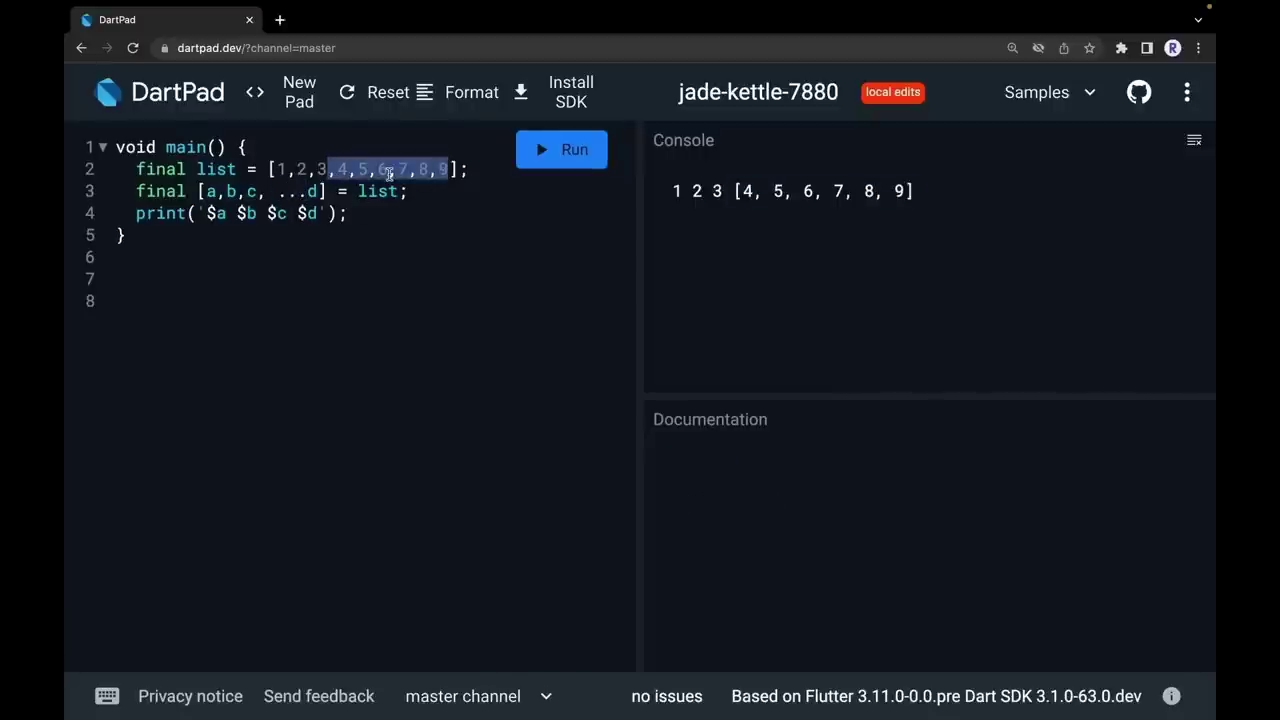 DartPad
dartpad.dev/?channel=master
R
DartPad
New Pad
Reset
Format
Install SDK
jade-kettle-7880
local edits
Samples
1 void main() {
2 final list = [1,2,3,4,5,6,7,8,9];
3 final [a,b,c, ...d] = list;
4 print('$a $b $c $d');
5 }
6
7
8
Run
Console
1 2 3 [4, 5, 6, 7, 8, 9]
Documentation
Privacy notice
Send feedback
master channel
no issues
Based on Flutter 3.11.0-0.0.pre Dart SDK 3.1.0-63.0.dev